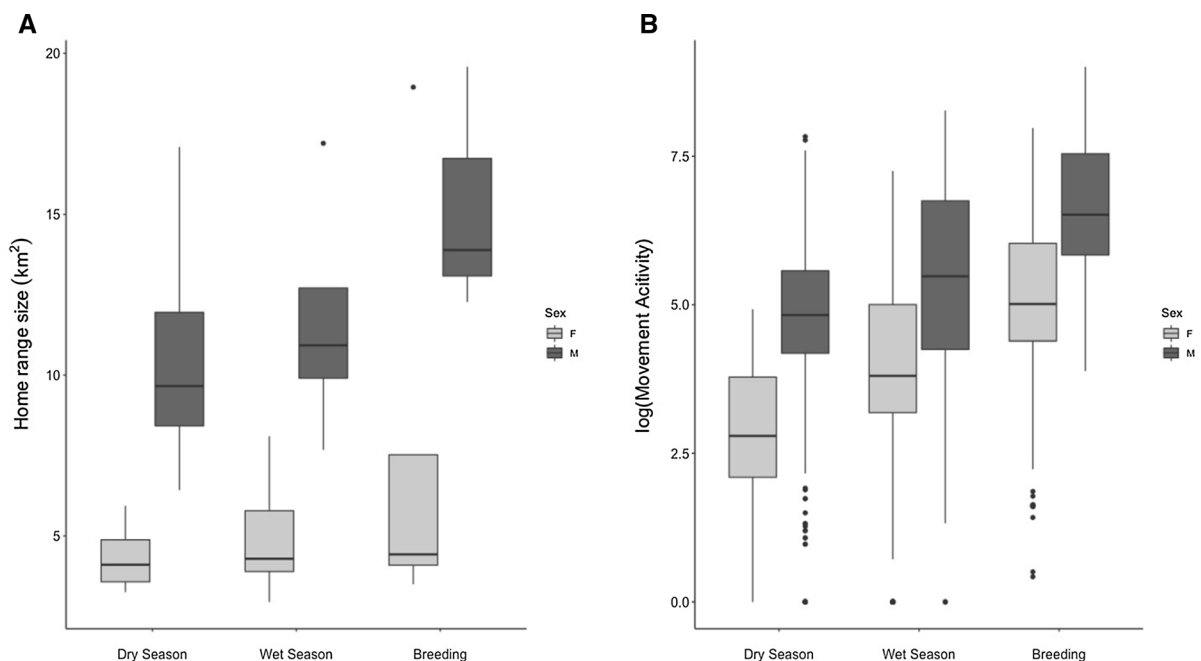 A
Home range size (km²)
20
15
10
5
Dry Season
Wet Season
Breeding
Sex
F
M
B
log(Movement Acitivity)
7.5
5.0
2.5
0.0
Dry Season
Wet Season
Breeding
Sex
F
M